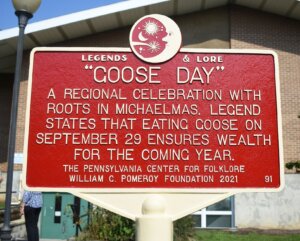 LEGENDS & LORE
"GOOSE DAY"
A REGIONAL CELEBRATION WITH
ROOTS IN MICHAELMAS. LEGEND
STATES THAT EATING GOOSE ON
SEPTEMBER 29 ENSURES WEALTH
FOR THE COMING YEAR.
THE PENNSYLVANIA CENTER FOR FOLKLORE
WILLIAM C. POMEROY FOUNDATION 2021 91